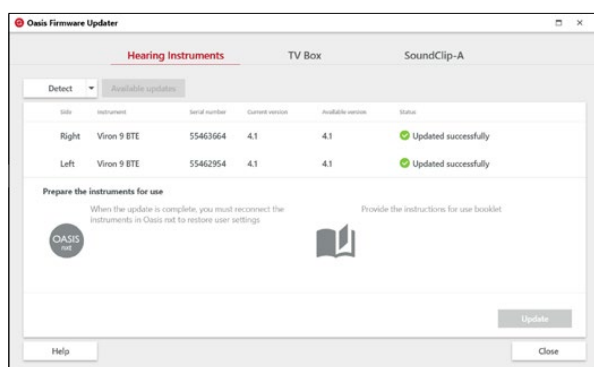 Oasis Firmware Updater
Hearing Instruments TV Box SoundClip-A
Detect Available updates
Side Instrument Serial number Current version Available version Status
Right Viron 9 BTE 55463664 4.1 4.1 Updated successfully
Left Viron 9 BTE 55462954 4.1 4.1 Updated successfully
Prepare the instruments for use
When the update is complete, you must reconnect the
instruments in Oasis nxt to restore user settings
Provide the instructions for use booklet
OASIS
nxt
Update
Help Close